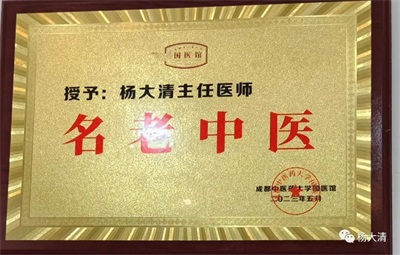 国医馆
授予：杨大清主任医师
名老中医
成都中医药大学国医馆
二〇二三年五月
杨大清